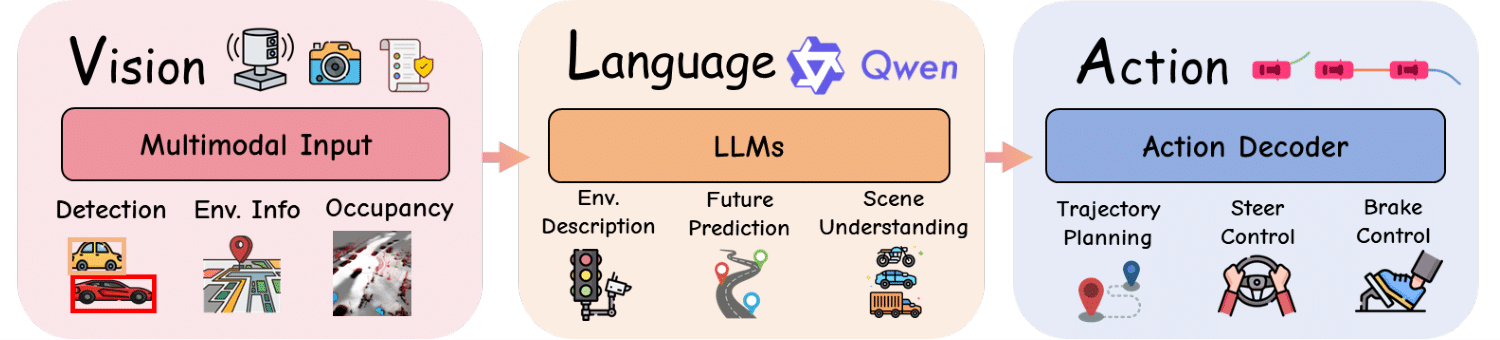 Vision
Multimodal Input
Detection
Env. Info
Occupancy
Language
Qwen
LLMs
Env.
Description
Future
Prediction
Scene
Understanding
Action
Action Decoder
Trajectory
Planning
Steer
Control
Brake
Control